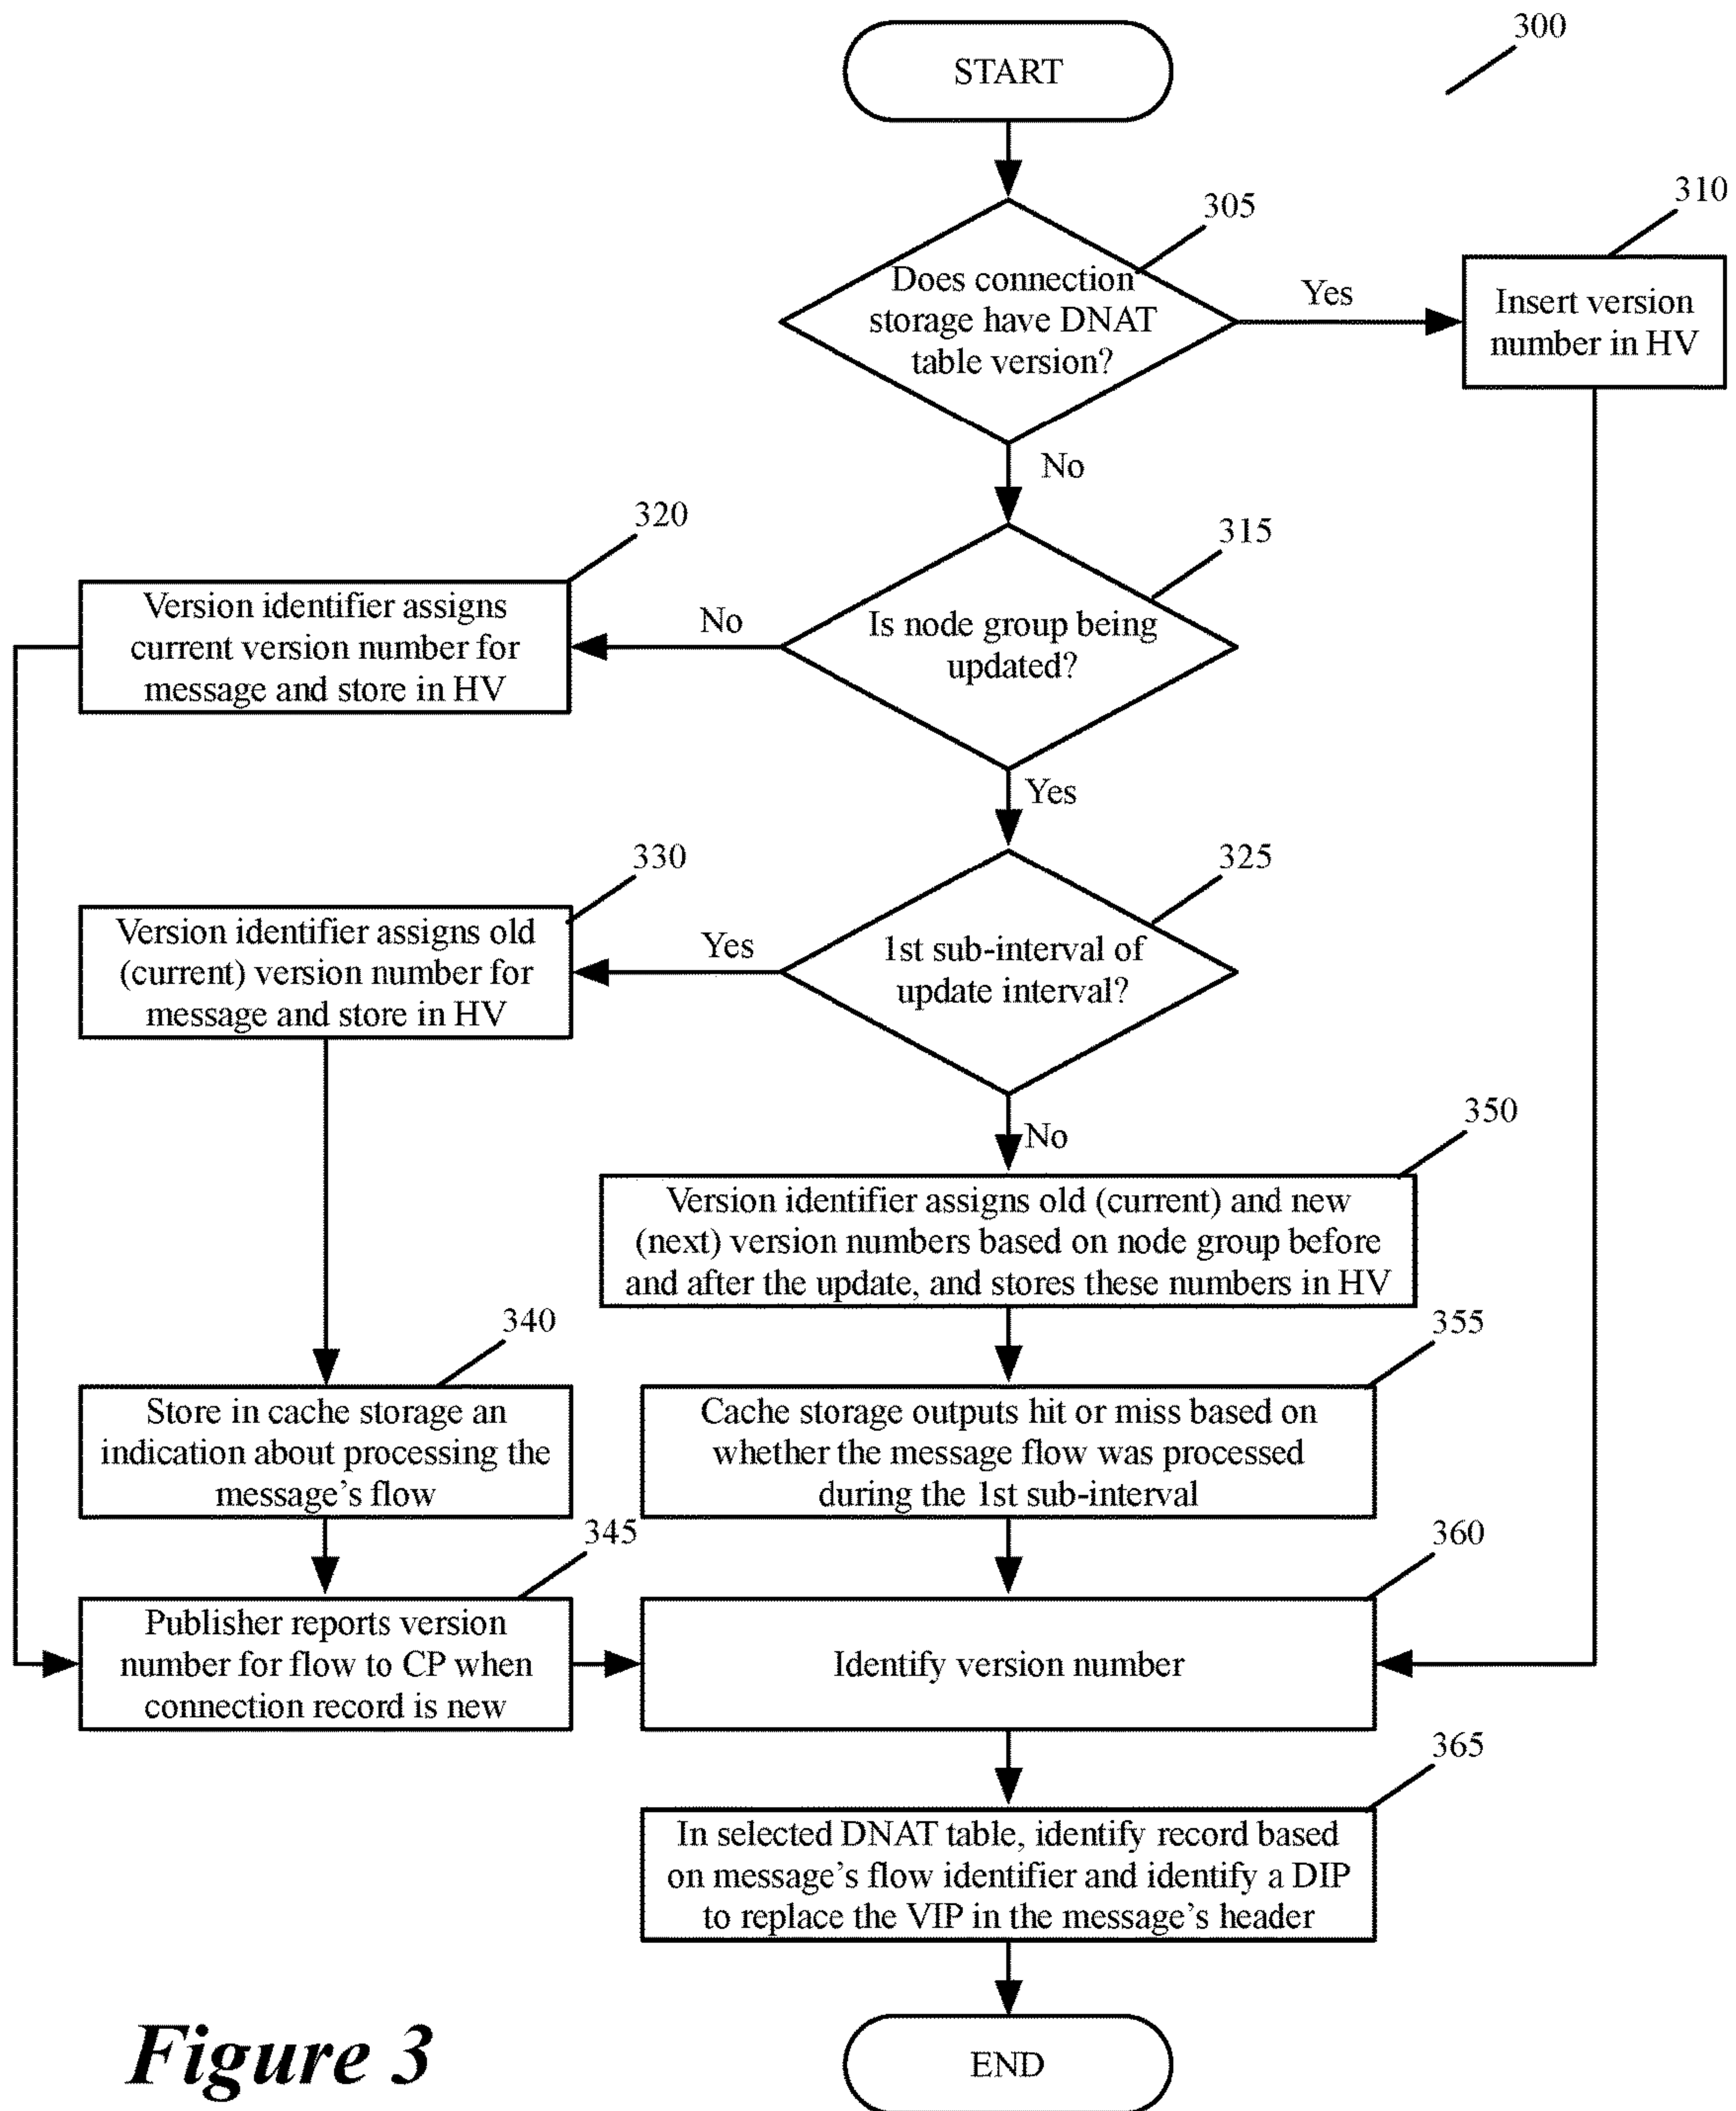 300
START
305
Does connection
storage have DNAT
table version?
Yes
310
Insert version
number in HV
No
315
Is node group being
updated?
No
320
Version identifier assigns
current version number for
message and store in HV
Yes
325
1st sub-interval of
update interval?
Yes
330
Version identifier assigns old
(current) version number for
message and store in HV
No
350
Version identifier assigns old (current) and new
(next) version numbers based on node group before
and after the update, and stores these numbers in HV
340
Store in cache storage an
indication about processing the
message's flow
355
Cache storage outputs hit or miss based on
whether the message flow was processed
during the 1st sub-interval
345
Publisher reports version
number for flow to CP when
connection record is new
360
Identify version number
365
In selected DNAT table, identify record based
on message's flow identifier and identify a DIP
to replace the VIP in the message's header
END
Figure 3